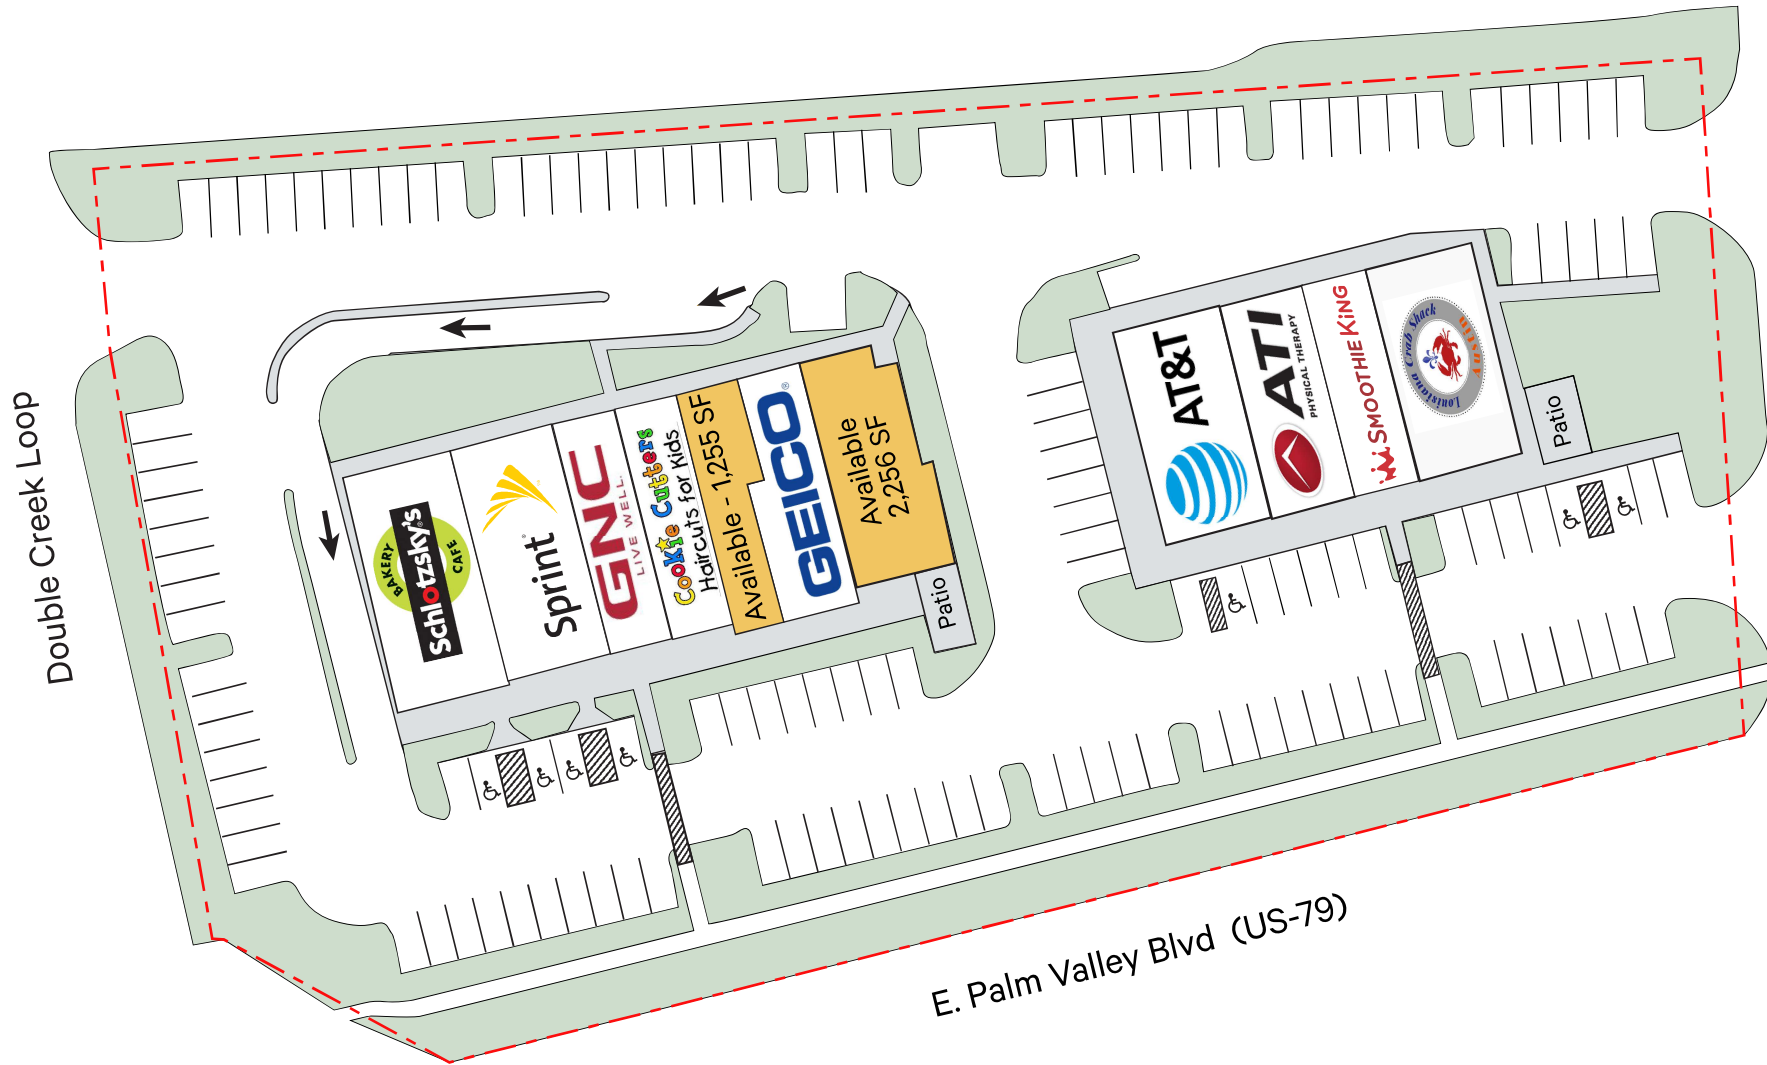 Double Creek Loop
BAKERY
Schlotzsky's®
CAFE
Sprint
GNC
LIVE WELL.
Cookie Cutters
Haircuts for Kids
Available - 1,255 SF
GEICO®
Available
2,256 SF
Patio
AT&T
ATI
PHYSICAL THERAPY
SMOOTHIE KING
Louisiana Crab Shack
Patio
E. Palm Valley Blvd (US-79)